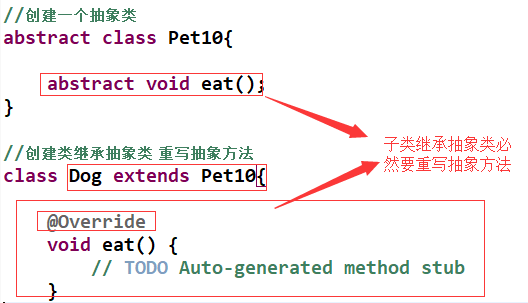 //创建一个抽象类
abstract class Pet10{
abstract void eat();
}
子类继承抽象类必
然要重写抽象方法
//创建类继承抽象类 重写抽象方法
class Dog extends Pet10{
@Override
void eat() {
// TODO Auto-generated method stub
}